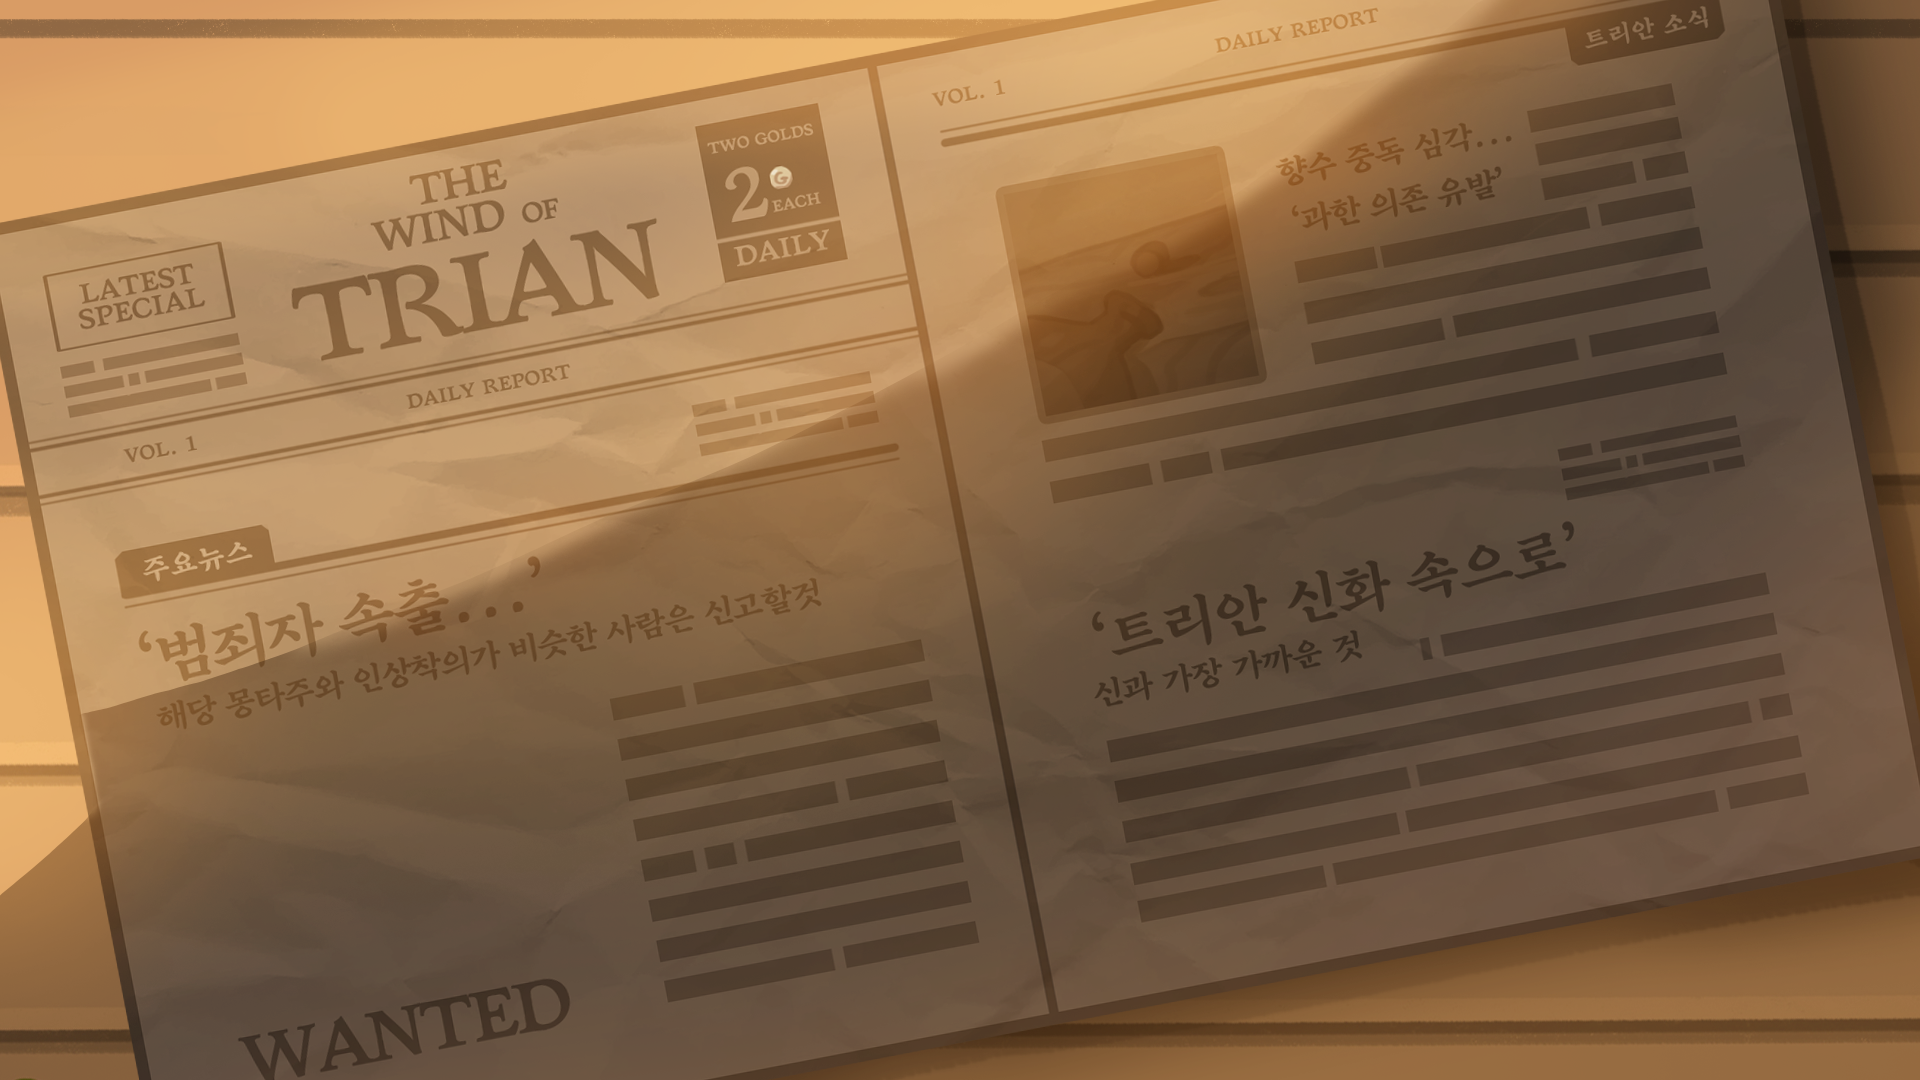 THE
WIND OF
TRIAN
LATEST
SPECIAL
TWO GOLDS
2 G
EACH
DAILY
DAILY REPORT
VOL. 1
주요뉴스
‘범죄자 속출...’
해당 몽타주와 인상착의가 비슷한 사람은 신고할것
WANTED
VOL. 1
DAILY REPORT
트리안 소식
향수 중독 심각...
‘과한 의존 유발’
‘트리안 신화 속으로’
신과 가장 가까운 것